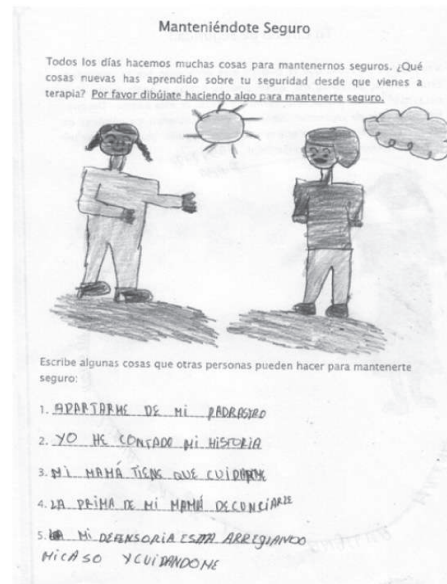 Manteniéndote Seguro
Todos los días hacemos muchas cosas para mantenernos seguros. ¿Qué
cosas nuevas has aprendido sobre tu seguridad desde que vienes a
terapia? Por favor dibújate haciendo algo para mantenerte seguro.
Escribe algunas cosas que otras personas pueden hacer para mantenerte
seguro:
1. APARTARME DE MI PADRASTRO
2. YO HE CONTADO MI HISTORIA
3. MI MAMÁ TIENE QUE CUIDARME
4. LA PRIMA DE MI MAMÁ
5. MI DEFENSORIA ESTA ARREGLANDO
MI CASO Y CUIDANDOME